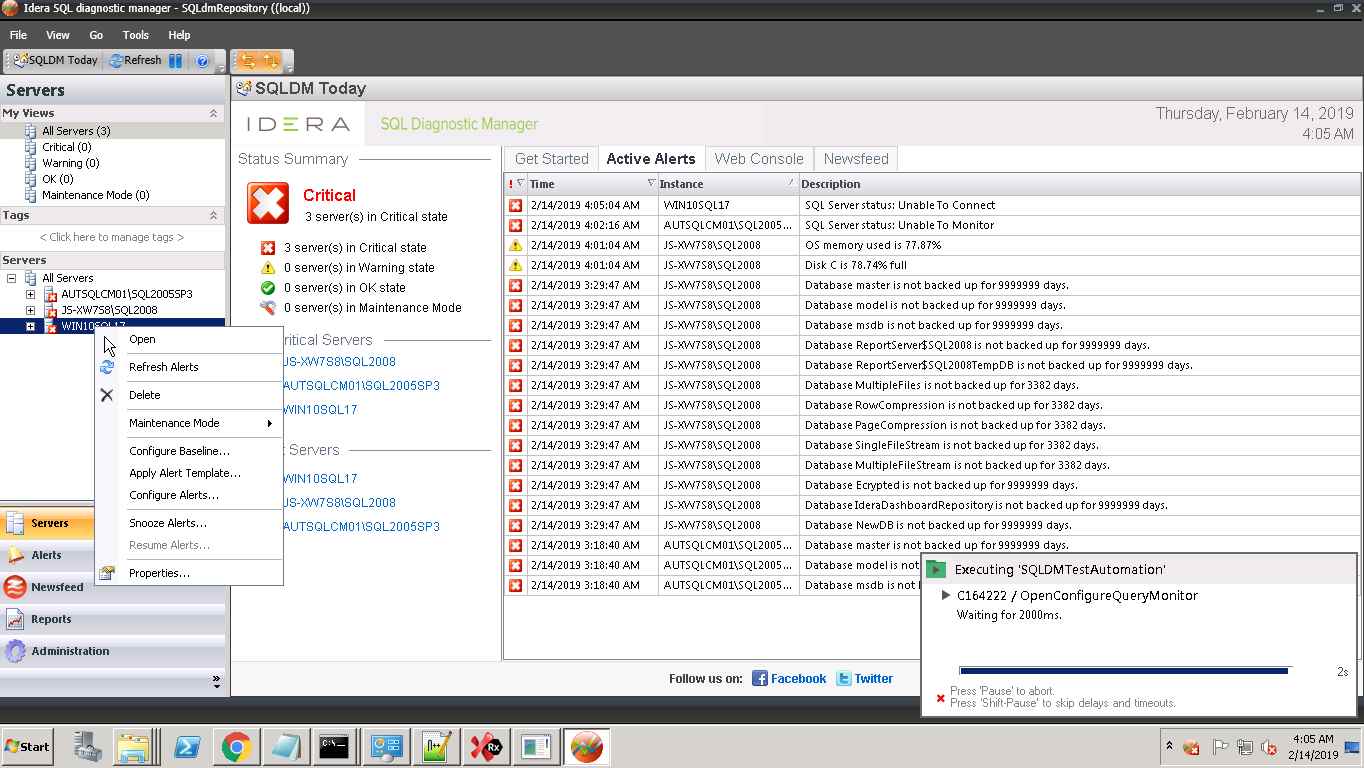 Idera SQL diagnostic manager - SQLdmRepository ((local))
File View Go Tools Help
SQLDM Today Refresh
Servers
My Views
All Servers (3)
Critical (0)
Warning (0)
OK (0)
Maintenance Mode (0)
Tags
< Click here to manage tags >
Servers
All Servers
AUTSQLCM01\SQL2005SP3
JS-XW7S8\SQL2008
WIN10SQL17
Open
Refresh Alerts
Delete
Maintenance Mode
Configure Baseline...
Apply Alert Template...
Configure Alerts...
Snooze Alerts...
Resume Alerts...
Properties...
Servers
Alerts
Newsfeed
Reports
Administration
SQLDM Today
IDERA SQL Diagnostic Manager
Thursday, February 14, 2019
4:05 AM
Status Summary
Critical
3 server(s) in Critical state
3 server(s) in Critical state
0 server(s) in Warning state
0 server(s) in OK state
0 server(s) in Maintenance Mode
itical Servers
JS-XW7S8\SQL2008
AUTSQLCM01\SQL2005SP3
WIN10SQL17
Servers
WIN10SQL17
JS-XW7S8\SQL2008
AUTSQLCM01\SQL2005SP3
Get Started Active Alerts Web Console Newsfeed
! Time Instance Description
2/14/2019 4:05:04 AM WIN10SQL17 SQL Server status: Unable To Connect
2/14/2019 4:02:16 AM AUTSQLCM01\SQL2005... SQL Server status: Unable To Monitor
2/14/2019 4:01:04 AM JS-XW7S8\SQL2008 OS memory used is 77.87%
2/14/2019 4:01:04 AM JS-XW7S8\SQL2008 Disk C is 78.74% full
2/14/2019 3:29:47 AM JS-XW7S8\SQL2008 Database master is not backed up for 9999999 days.
2/14/2019 3:29:47 AM JS-XW7S8\SQL2008 Database model is not backed up for 9999999 days.
2/14/2019 3:29:47 AM JS-XW7S8\SQL2008 Database msdb is not backed up for 9999999 days.
2/14/2019 3:29:47 AM JS-XW7S8\SQL2008 Database ReportServer$SQL2008 is not backed up for 9999999 days.
2/14/2019 3:29:47 AM JS-XW7S8\SQL2008 Database ReportServer$SQL2008TempDB is not backed up for 9999999 days.
2/14/2019 3:29:47 AM JS-XW7S8\SQL2008 Database MultipleFiles is not backed up for 3382 days.
2/14/2019 3:29:47 AM JS-XW7S8\SQL2008 Database RowCompression is not backed up for 3382 days.
2/14/2019 3:29:47 AM JS-XW7S8\SQL2008 Database PageCompression is not backed up for 3382 days.
2/14/2019 3:29:47 AM JS-XW7S8\SQL2008 Database SingleFileStream is not backed up for 3382 days.
2/14/2019 3:29:47 AM JS-XW7S8\SQL2008 Database MultipleFileStream is not backed up for 3382 days.
2/14/2019 3:29:47 AM JS-XW7S8\SQL2008 Database Ecrypted is not backed up for 9999999 days.
2/14/2019 3:29:47 AM JS-XW7S8\SQL2008 Database IderaDashboardRepository is not backed up for 9999999 days.
2/14/2019 3:29:47 AM JS-XW7S8\SQL2008 Database NewDB is not backed up for 9999999 days.
2/14/2019 3:18:40 AM AUTSQLCM01\SQL2005... Database master is not backed up for 9999999 days.
2/14/2019 3:18:40 AM AUTSQLCM01\SQL2005... Database model is not
2/14/2019 3:18:40 AM AUTSQLCM01\SQL2005... Database msdb is not
Executing 'SQLDMTestAutomation'
C164222 / OpenConfigureQueryMonitor
Waiting for 2000ms.
2s
Press 'Pause' to abort.
Press 'Shift-Pause' to skip delays and timeouts.
Follow us on: Facebook Twitter
Start
4:05 AM
2/14/2019